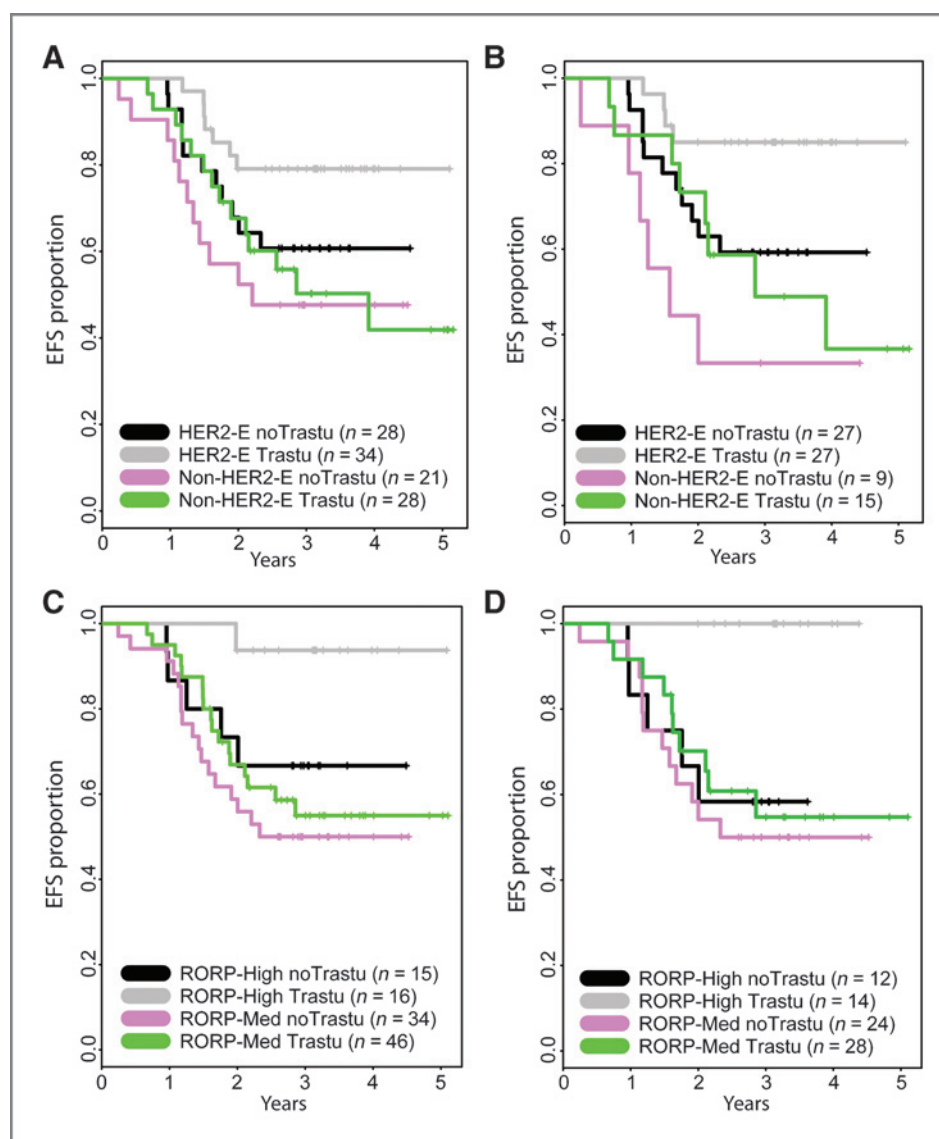 A
EFS proportion
1.0
0.8
0.6
0.4
0.2
0.0
HER2-E noTrastu (n = 28)
HER2-E Trastu (n = 34)
Non-HER2-E noTrastu (n = 21)
Non-HER2-E Trastu (n = 28)
0 1 2 3 4 5
Years
B
EFS proportion
1.0
0.8
0.6
0.4
0.2
0.0
HER2-E noTrastu (n = 27)
HER2-E Trastu (n = 27)
Non-HER2-E noTrastu (n = 9)
Non-HER2-E Trastu (n = 15)
0 1 2 3 4 5
Years
C
EFS proportion
1.0
0.8
0.6
0.4
0.2
0.0
RORP-High noTrastu (n = 15)
RORP-High Trastu (n = 16)
RORP-Med noTrastu (n = 34)
RORP-Med Trastu (n = 46)
0 1 2 3 4 5
Years
D
EFS proportion
1.0
0.8
0.6
0.4
0.2
0.0
RORP-High noTrastu (n = 12)
RORP-High Trastu (n = 14)
RORP-Med noTrastu (n = 24)
RORP-Med Trastu (n = 28)
0 1 2 3 4 5
Years